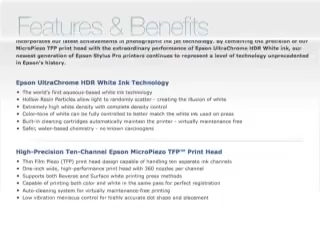 Features & Benefits
incorporates our latest achievements in photographic ink jet technology. By combining the precision of our
MicroPiezo TFP print head with the extraordinary performance of Epson UltraChrome HDR White Ink, our
newest generation of Epson Stylus Pro printers continues to represent a level of technology unprecedented
in Epson's history.
Epson UltraChrome HDR White Ink Technology
• The world's first aqueous-based white ink technology
• Hollow Resin Particles allow light to randomly scatter - creating the illusion of white
• Extremely high white density with complete density control
• Color-tone of white can be fully controlled to better match the white ink used on press
• Built-in cleaning cartridges automatically maintain the printer - virtually maintenance free
• Safer, water-based chemistry - no known carcinogens
High-Precision Ten-Channel Epson MicroPiezo TFP™ Print Head
• Thin Film Piezo (TFP) print head design capable of handling ten separate ink channels
• One-inch wide, high-performance print head with 360 nozzles per channel
• Supports both Reverse and Surface white printing press methods
• Capable of printing both color and white in the same pass for perfect registration
• Auto-cleaning system for virtually maintenance-free printing
• Low vibration meniscus control for highly accurate dot shape and placement